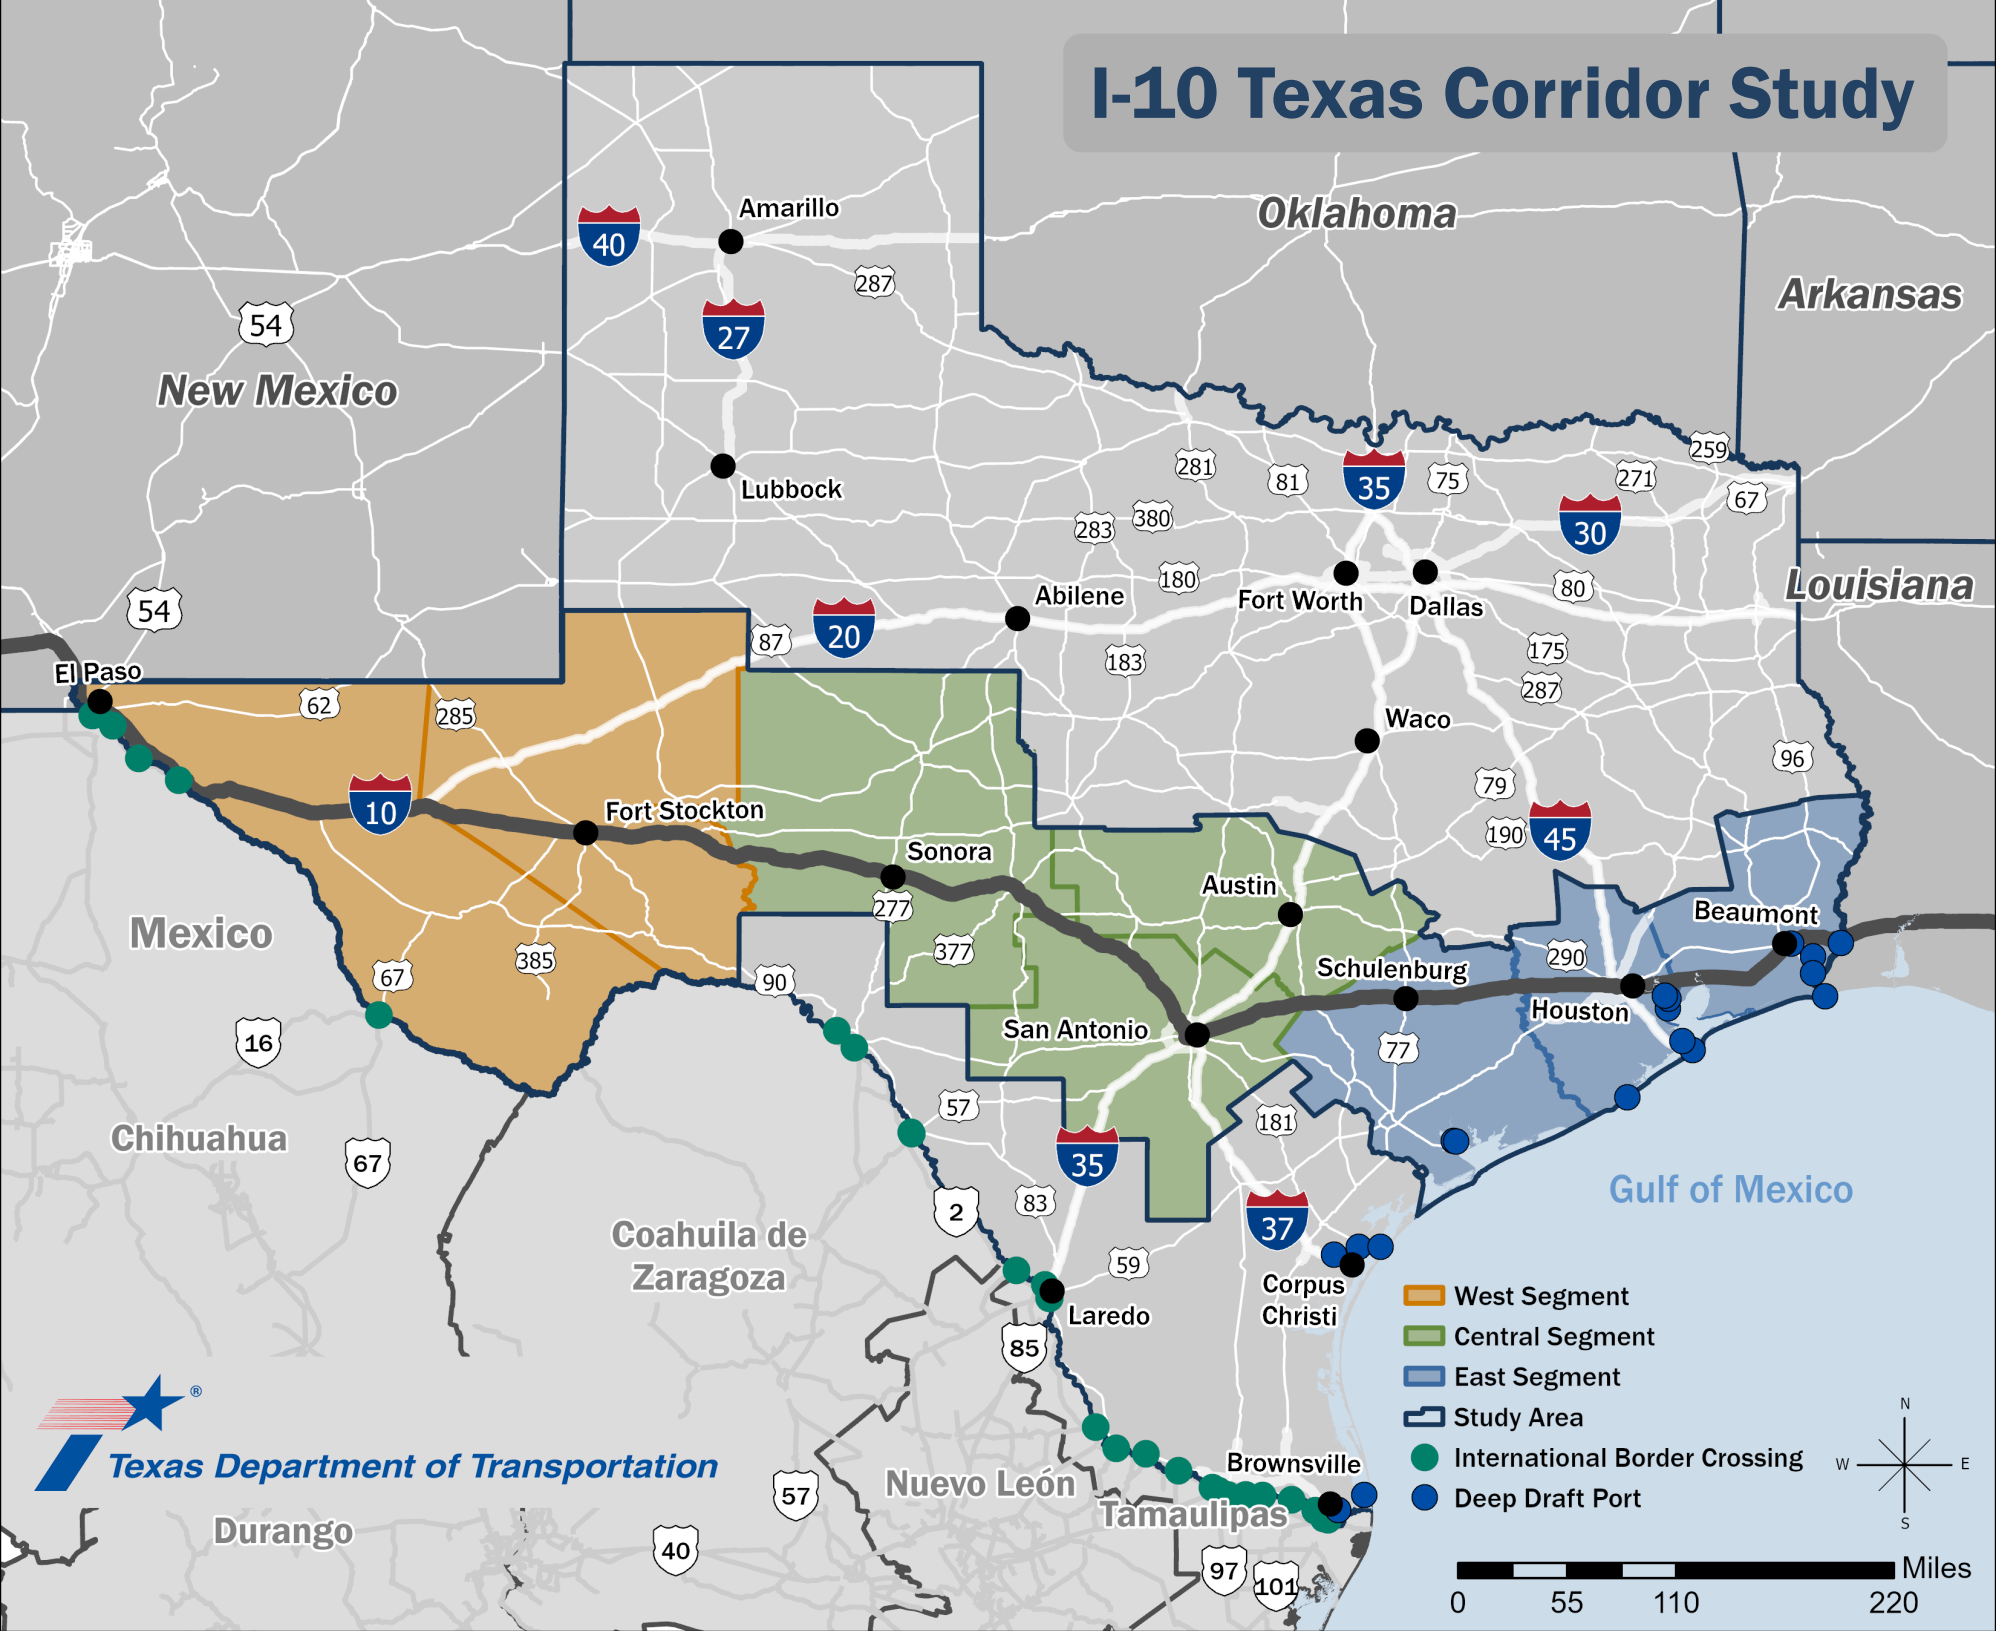 I-10 Texas Corridor Study
Oklahoma
Arkansas
New Mexico
Louisiana
Amarillo
40
287
27
54
Lubbock
259
281
81
35
75
271
67
30
283
380
180
80
54
Abilene
Fort Worth
Dallas
87
20
183
175
287
El Paso
62
285
Waco
96
79
10
Fort Stockton
190
45
Sonora
277
Austin
Beaumont
Mexico
377
385
67
90
Schulenburg
290
Houston
San Antonio
16
77
57
181
Chihuahua
67
35
83
2
37
Gulf of Mexico
Coahuila de
Zaragoza
59
Corpus
Christi
Laredo
85
West Segment
Central Segment
East Segment
Study Area
International Border Crossing
Deep Draft Port
N
W
E
S
®
Texas Department of Transportation
Brownsville
Nuevo León
Tamaulipas
57
Durango
40
97
101
Miles
0 55 110 220